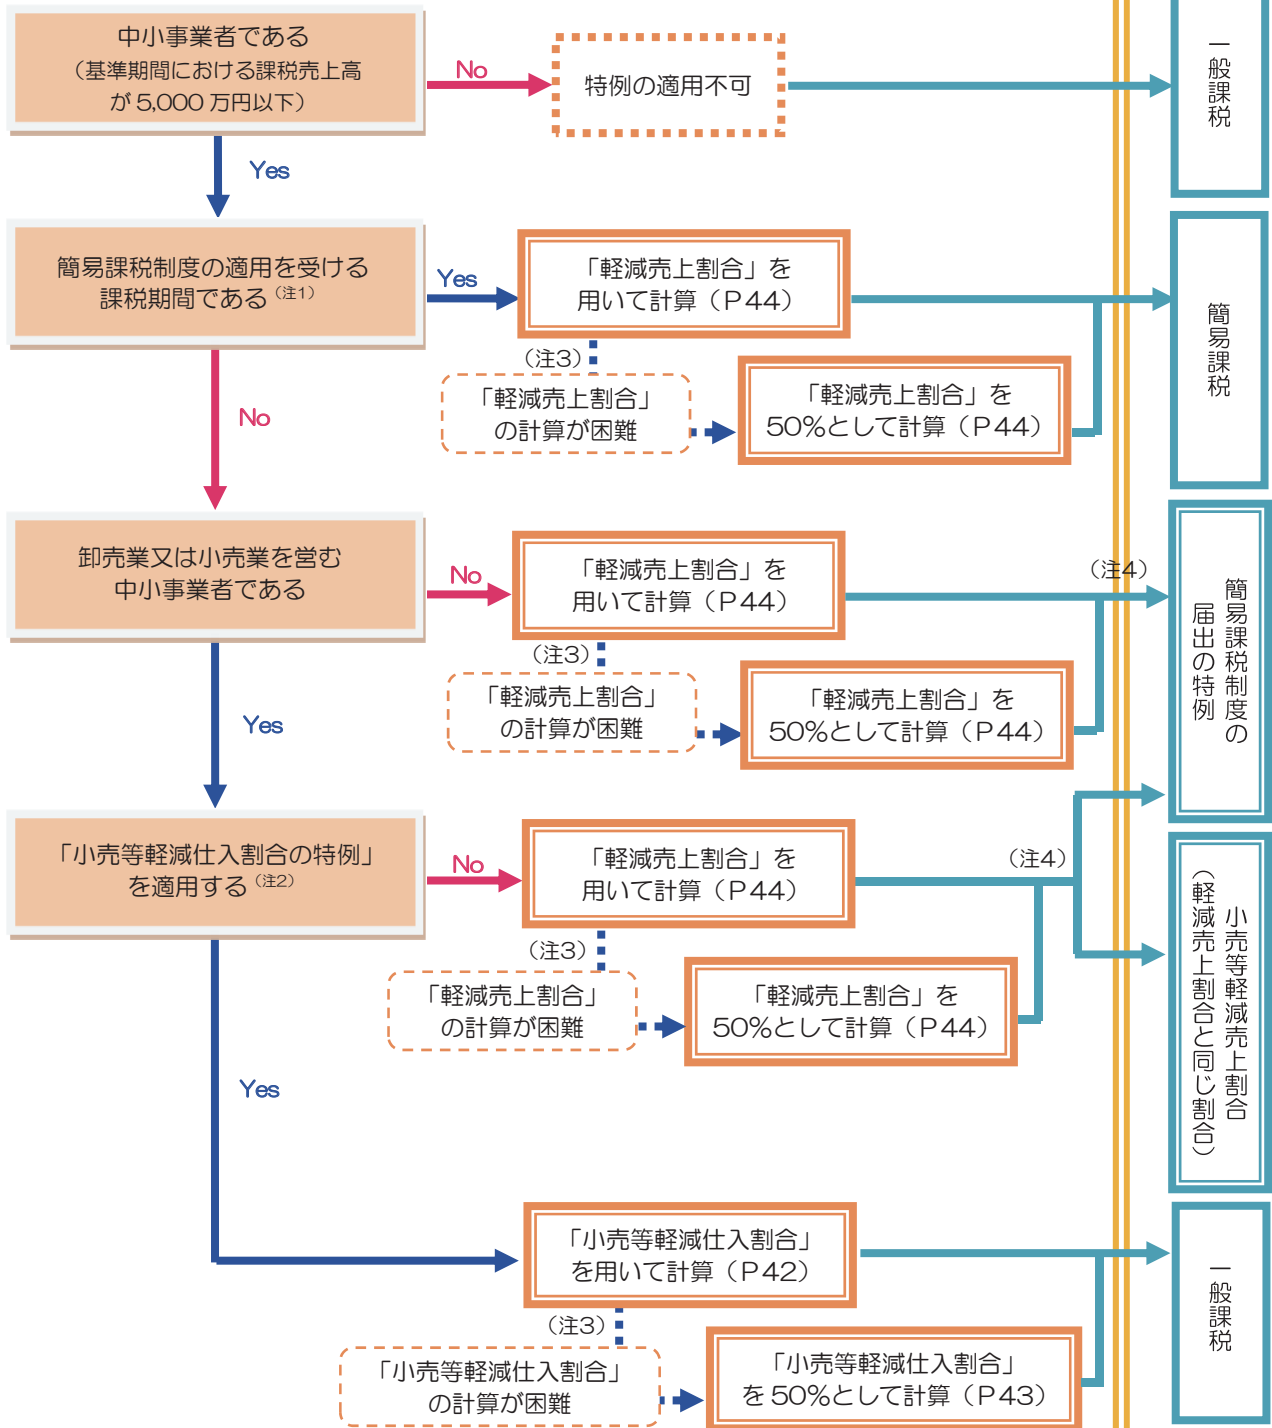 中小事業者である
（基準期間における課税売上高
が 5,000 万円以下）
No
特例の適用不可
一般課税
Yes
簡易課税制度の適用を受ける
課税期間である（注1）
Yes
「軽減売上割合」を
用いて計算（P44）
簡易課税
（注3）
「軽減売上割合」
の計算が困難
「軽減売上割合」を
50%として計算（P44）
No
卸売業又は小売業を営む
中小事業者である
No
「軽減売上割合」を
用いて計算（P44）
（注4）
簡易課税制度の
届出の特例
（注3）
「軽減売上割合」
の計算が困難
「軽減売上割合」を
50%として計算（P44）
Yes
「小売等軽減仕入割合の特例」
を適用する（注2）
No
「軽減売上割合」を
用いて計算（P44）
（注4）
小売等軽減売上割合
（軽減売上割合と同じ割合）
（注3）
「軽減売上割合」
の計算が困難
「軽減売上割合」を
50%として計算（P44）
Yes
「小売等軽減仕入割合」
を用いて計算（P42）
一般課税
（注3）
「小売等軽減仕入割合」
の計算が困難
「小売等軽減仕入割合」
を 50%として計算（P43）